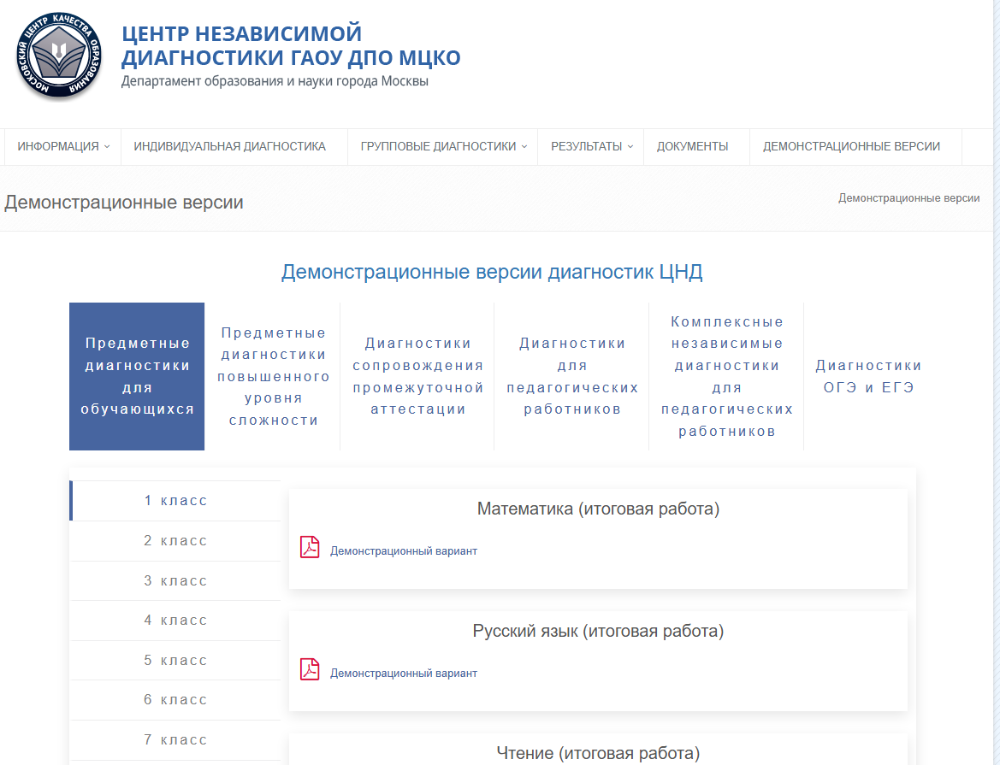 МОСКОВСКИЙ ЦЕНТР КАЧЕСТВА ОБРАЗОВАНИЯ
ЦЕНТР НЕЗАВИСИМОЙ
ДИАГНОСТИКИ ГАОУ ДПО МЦКО
Департамент образования и науки города Москвы
ИНФОРМАЦИЯ ИНДИВИДУАЛЬНАЯ ДИАГНОСТИКА ГРУППОВЫЕ ДИАГНОСТИКИ РЕЗУЛЬТАТЫ ДОКУМЕНТЫ ДЕМОНСТРАЦИОННЫЕ ВЕРСИИ
Демонстрационные версии
Демонстрационные версии
Демонстрационные версии диагностик ЦНД
Предметные
диагностики
для
обучающихся
Предметные
диагностики
повышенного
уровня
сложности
Диагностики
сопровождения
промежуточной
аттестации
Диагностики
для
педагогических
работников
Комплексные
независимые
диагностики
для
педагогических
работников
Диагностики
ОГЭ и ЕГЭ
1 класс
2 класс
3 класс
4 класс
5 класс
6 класс
7 класс
Математика (итоговая работа)
Демонстрационный вариант
Русский язык (итоговая работа)
Демонстрационный вариант
Чтение (итоговая работа)